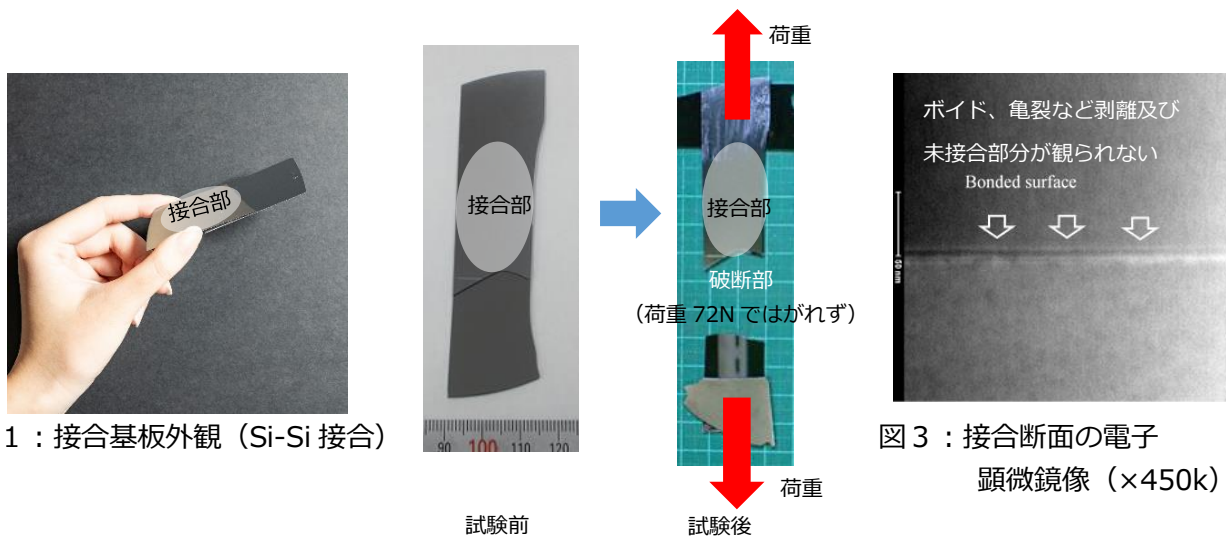 接合部
１：接合基板外観（Si-Si 接合）
接合部
90 100 110 120
試験前
荷重
接合部
破断部
（荷重 72N ではがれず）
荷重
試験後
ボイド、亀裂など剥離及び
未接合部分が観られない
Bonded surface
50 nm
図３：接合断面の電子
顕微鏡像（×450k）